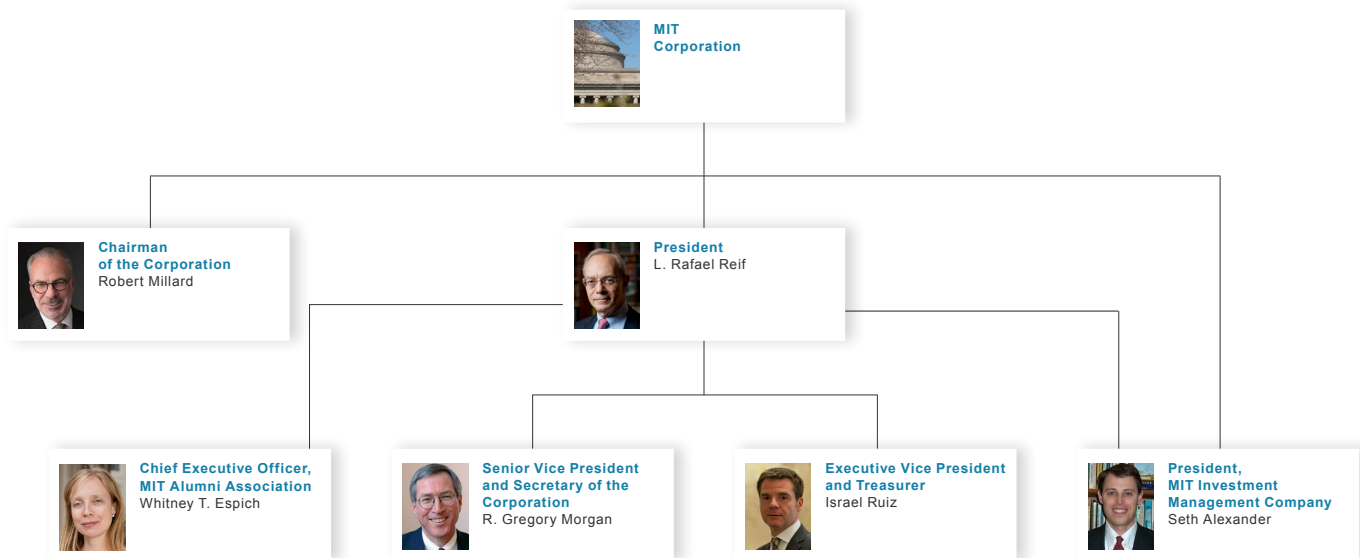 MIT
Corporation
Chairman
of the Corporation
Robert Millard
President
L. Rafael Reif
Chief Executive Officer,
MIT Alumni Association
Whitney T. Espich
Senior Vice President
and Secretary of the
Corporation
R. Gregory Morgan
Executive Vice President
and Treasurer
Israel Ruiz
President,
MIT Investment
Management Company
Seth Alexander